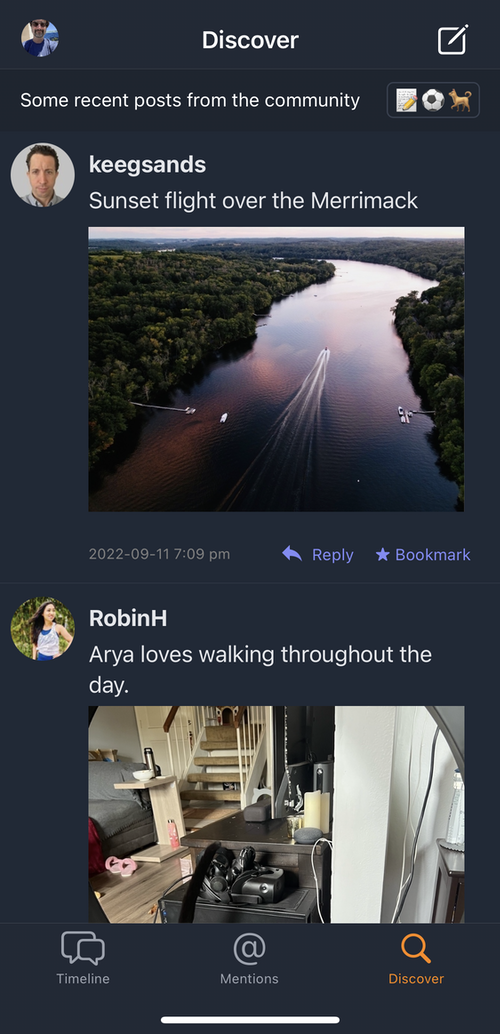 Discover
Some recent posts from the community
keegsands
Sunset flight over the Merrimack
2022-09-11 7:09 pm
Reply
Bookmark
RobinH
Arya loves walking throughout the
day.
Timeline
Mentions
Discover